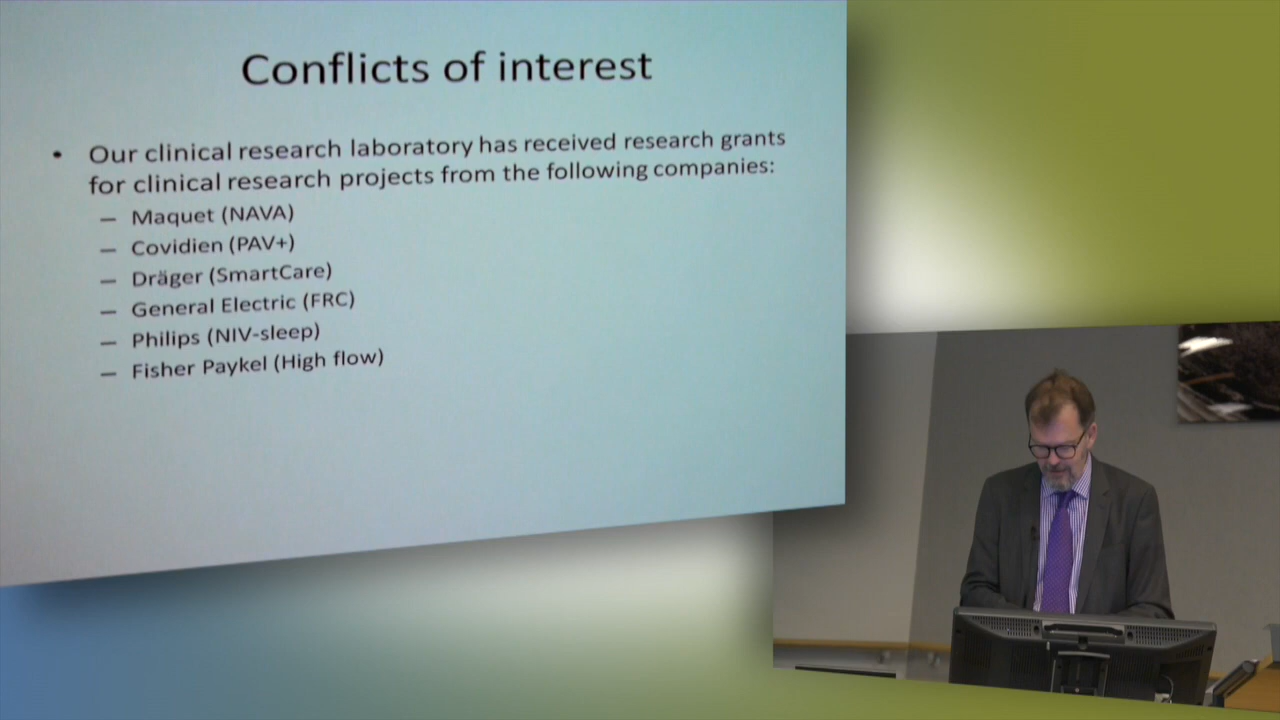 Conflicts of interest
• Our clinical research laboratory has received research grants
for clinical research projects from the following companies:
– Maquet (NAVA)
– Covidien (PAV+)
– Dräger (SmartCare)
– General Electric (FRC)
– Philips (NIV-sleep)
– Fisher Paykel (High flow)